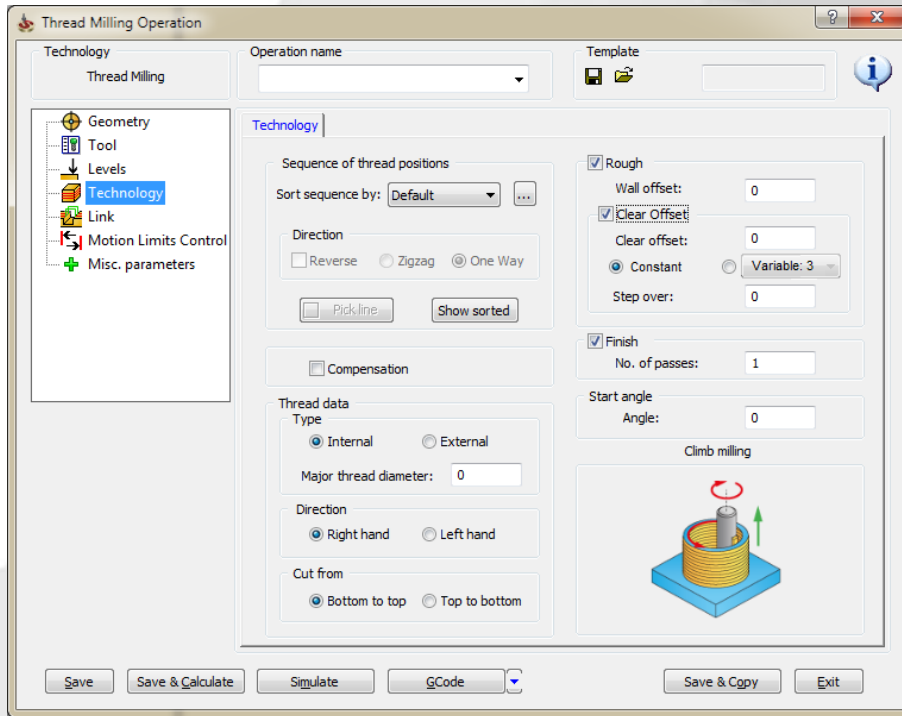 Thread Milling Operation
Technology
Thread Milling
Operation name
Template
Geometry
Tool
Levels
Technology
Link
Motion Limits Control
Misc. parameters
Technology
Sequence of thread positions
Sort sequence by: Default ...
Direction
Reverse Zigzag One Way
Pick line Show sorted
Compensation
Thread data
Type
Internal External
Major thread diameter: 0
Direction
Right hand Left hand
Cut from
Bottom to top Top to bottom
Rough
Wall offset: 0
Clear Offset
Clear offset: 0
Constant Variable: 3
Step over: 0
Finish
No. of passes: 1
Start angle
Angle: 0
Climb milling
Save Save & Calculate Simulate GCode Save & Copy Exit